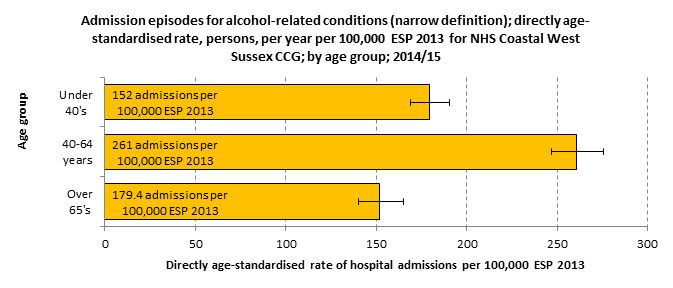 Admission episodes for alcohol-related conditions (narrow definition); directly age-
standardised rate, persons, per year per 100,000 ESP 2013 for NHS Coastal West
Sussex CCG; by age group; 2014/15
Age group
Under
40's
152 admissions per
100,000 ESP 2013
40-64
years
261 admissions per
100,000 ESP 2013
Over
65's
179.4 admissions per
100,000 ESP 2013
0 50 100 150 200 250 300
Directly age-standardised rate of hospital admissions per 100,000 ESP 2013